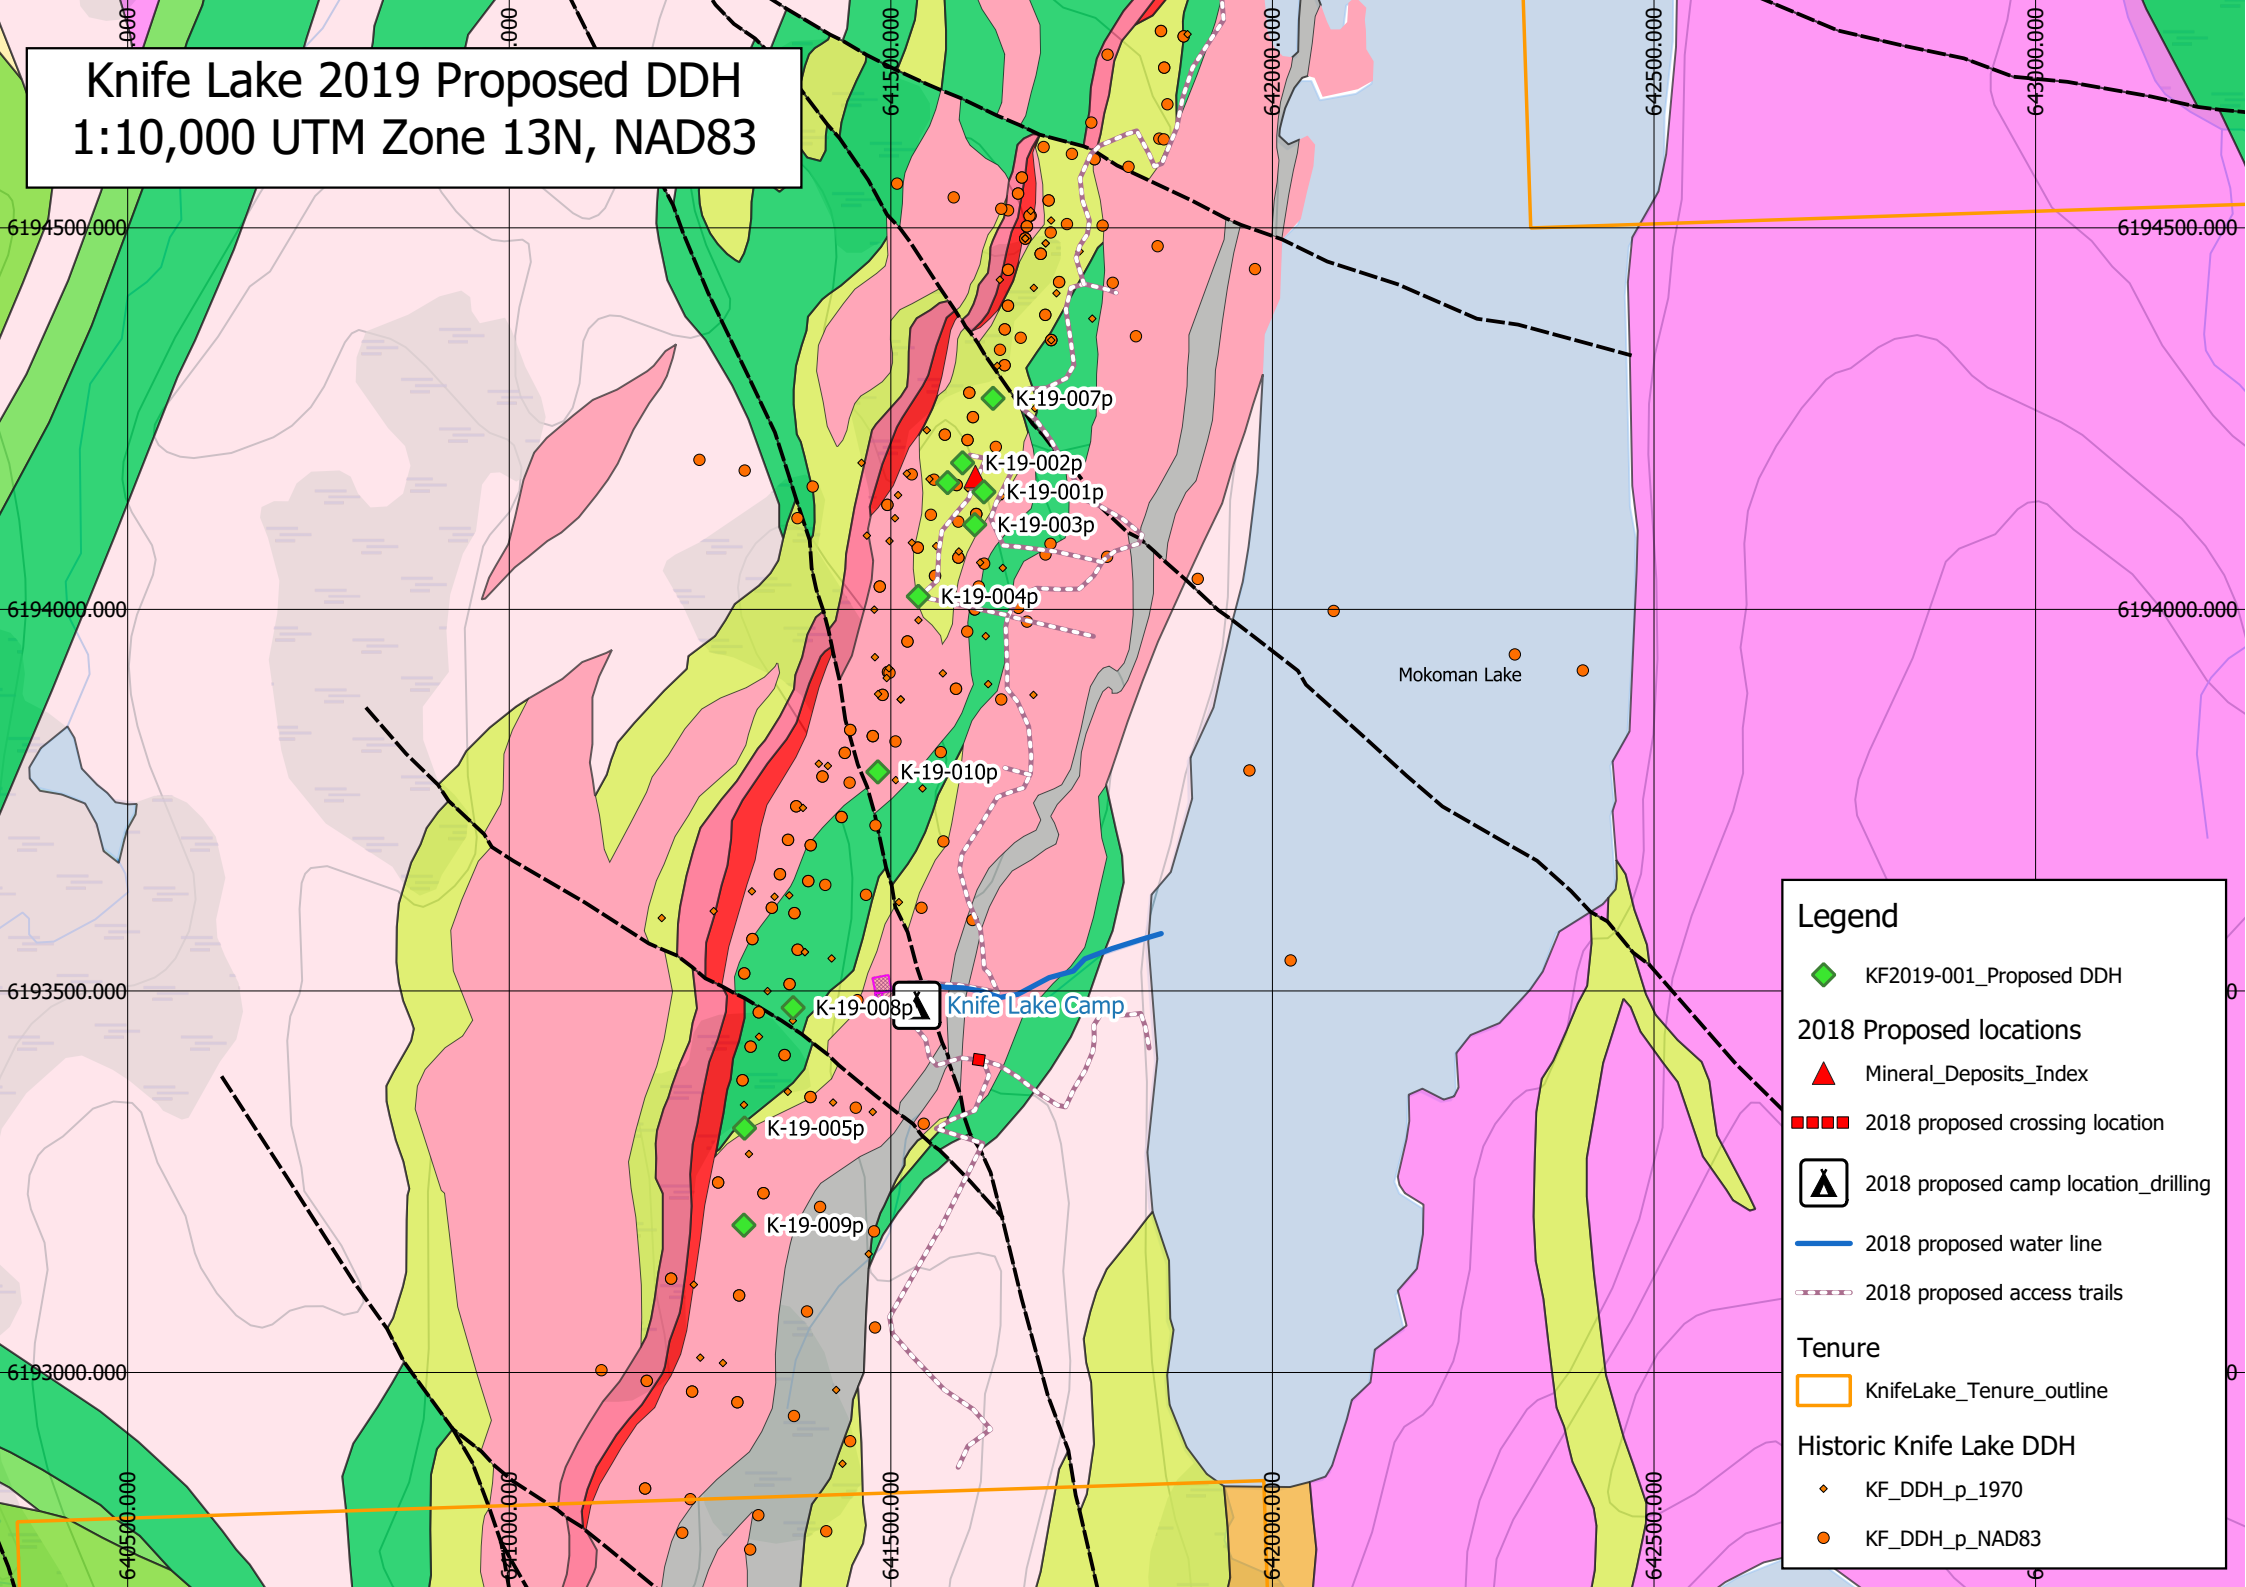 Knife Lake 2019 Proposed DDH
1:10,000 UTM Zone 13N, NAD83
641500.000
642000.000
642500.000
643000.000
6194500.000
6194500.000
K-19-007p
K-19-002p
K-19-001p
K-19-003p
K-19-004p
6194000.000
6194000.000
Mokoman Lake
K-19-010p
6193500.000
K-19-008p
Knife Lake Camp
K-19-005p
K-19-009p
6193000.000
640500.000
641000.000
641500.000
642000.000
642500.000
Legend
KF2019-001_Proposed DDH
2018 Proposed locations
Mineral_Deposits_Index
2018 proposed crossing location
2018 proposed camp location_drilling
2018 proposed water line
2018 proposed access trails
Tenure
KnifeLake_Tenure_outline
Historic Knife Lake DDH
KF_DDH_p_1970
KF_DDH_p_NAD83